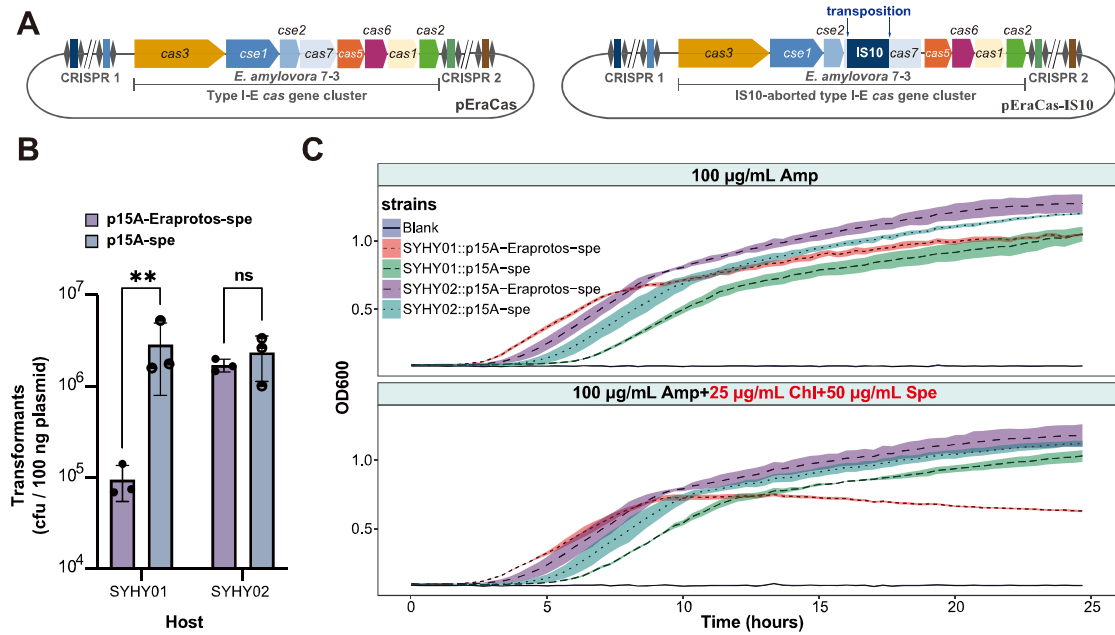 A
transposition
cas3
cse1
cse2
cas7
cas5
cas6
cas1
cas2
CRISPR 1
CRISPR 2
E. amylovora 7-3
Type I-E cas gene cluster
pEraCas
cas3
cse1
cse2
IS10
cas7
cas5
cas6
cas1
cas2
CRISPR 1
CRISPR 2
E. amylovora 7-3
IS10-aborted type I-E cas gene cluster
pEraCas-IS10
B
p15A-Eraprotos-spe
p15A-spe
**
ns
10⁷
10⁶
10⁵
10⁴
Transformants
(cfu / 100 ng plasmid)
SYHY01
SYHY02
Host
C
100 µg/mL Amp
strains
Blank
SYHY01::p15A−Eraprotos−spe
SYHY01::p15A−spe
SYHY02::p15A−Eraprotos−spe
SYHY02::p15A−spe
1.0
0.5
OD600
100 µg/mL Amp+25 µg/mL Chl+50 µg/mL Spe
1.0
0.5
0
5
10
15
20
25
Time (hours)